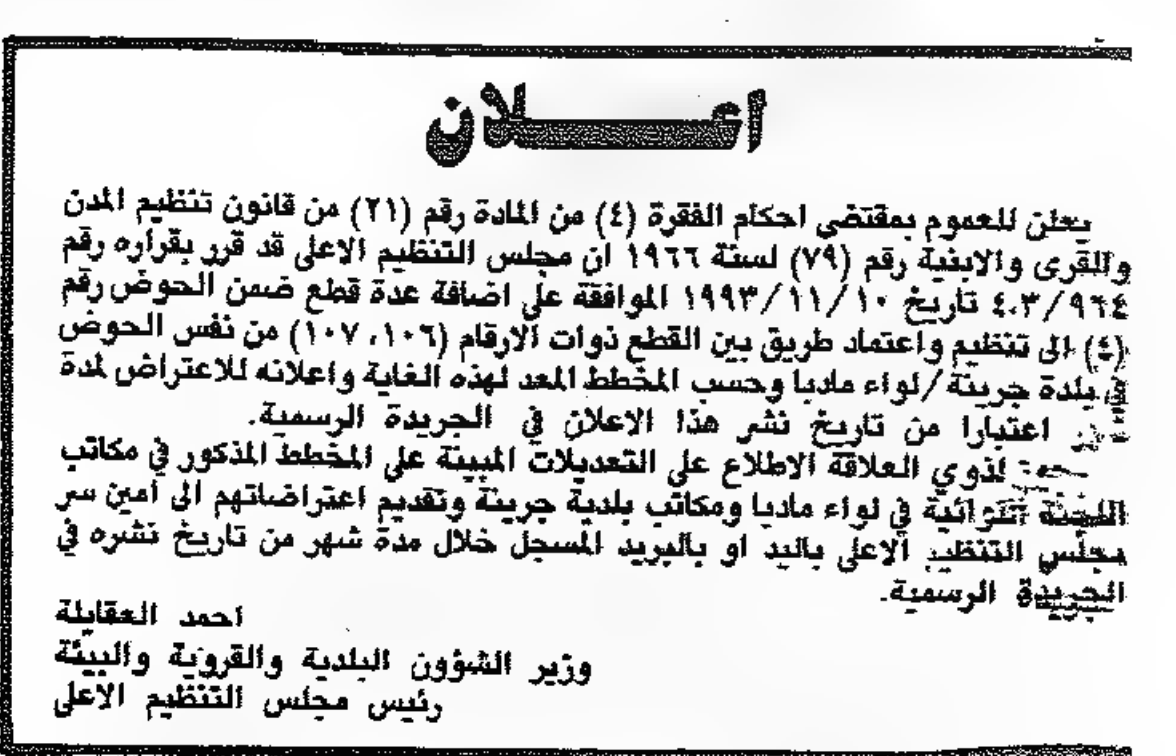 اعـــــلان
يعلن للعموم بمقتضى احكام الفقرة (٤) من المادة رقم (٢١) من قانون تنظيم المدن
والقرى والابنية رقم (٧٩) لسنة ١٩٦٦ ان مجلس التنظيم الاعلى قد قرر بقراره رقم
٤٠٣/٩٦٤ تاريخ ١٩٩٣/١١/١٠ الموافقة على اضافة عدة قطع ضمن الحوض رقم
(٤) الى تنظيم واعتماد طريق بين القطع ذوات الارقام (١٠٦، ١٠٧) من نفس الحوض
في بلدة جرينة/لواء مادبا وحسب المخطط المعد لهذه الغاية واعلانه للاعتراض لمدة
اعتبارا من تاريخ نشر هذا الاعلان في الجريدة الرسمية.
لذوي العلاقة الاطلاع على التعديلات المبينة على المخطط المذكور في مكاتب
اللجنة اللوائية في لواء مادبا ومكاتب بلدية جرينة وتقديم اعتراضاتهم الى امين سر
مجلس التنظيم الاعلى باليد او بالبريد المسجل خلال مدة شهر من تاريخ نشره في
الجريدة الرسمية.
احمد العقايلة
وزير الشؤون البلدية والقروية والبيئة
رئيس مجلس التنظيم الاعلى